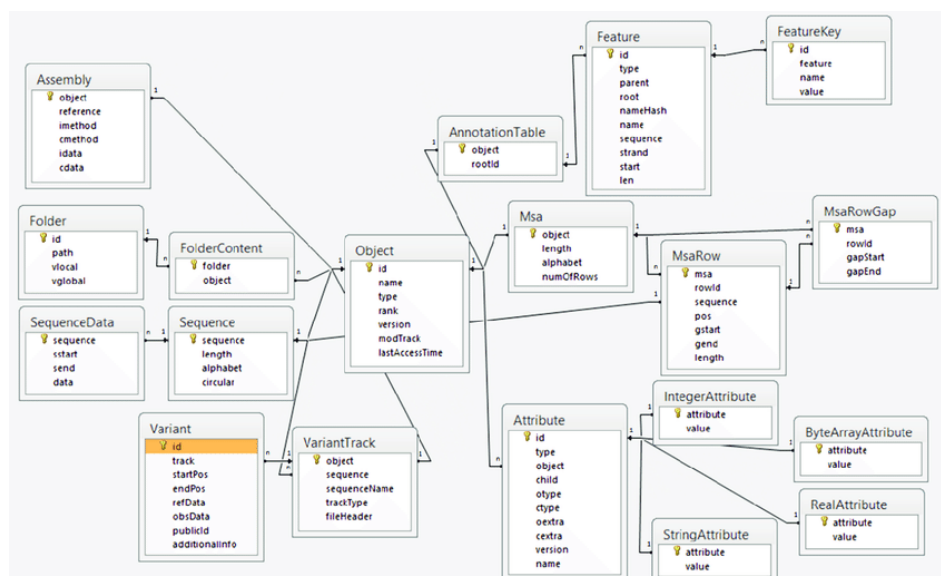 Assembly
object
reference
imethod
cmethod
idata
cdata
Folder
id
path
vlocal
vglobal
FolderContent
folder
object
SequenceData
sequence
sstart
send
data
Sequence
sequence
length
alphabet
circular
Variant
id
track
startPos
endPos
refData
obsData
publicId
additionalInfo
VariantTrack
object
sequence
sequenceName
trackType
fileHeader
Object
id
name
type
rank
version
modTrack
lastAccessTime
AnnotationTable
object
rootId
Feature
id
type
parent
root
nameHash
name
sequence
strand
start
len
FeatureKey
id
feature
name
value
Msa
object
length
alphabet
numOfRows
MsaRow
msa
rowId
sequence
pos
gstart
gend
length
MsaRowGap
msa
rowId
gapStart
gapEnd
Attribute
id
type
object
child
otype
ctype
oextra
cextra
version
name
IntegerAttribute
attribute
value
ByteArrayAttribute
attribute
value
RealAttribute
attribute
value
StringAttribute
attribute
value